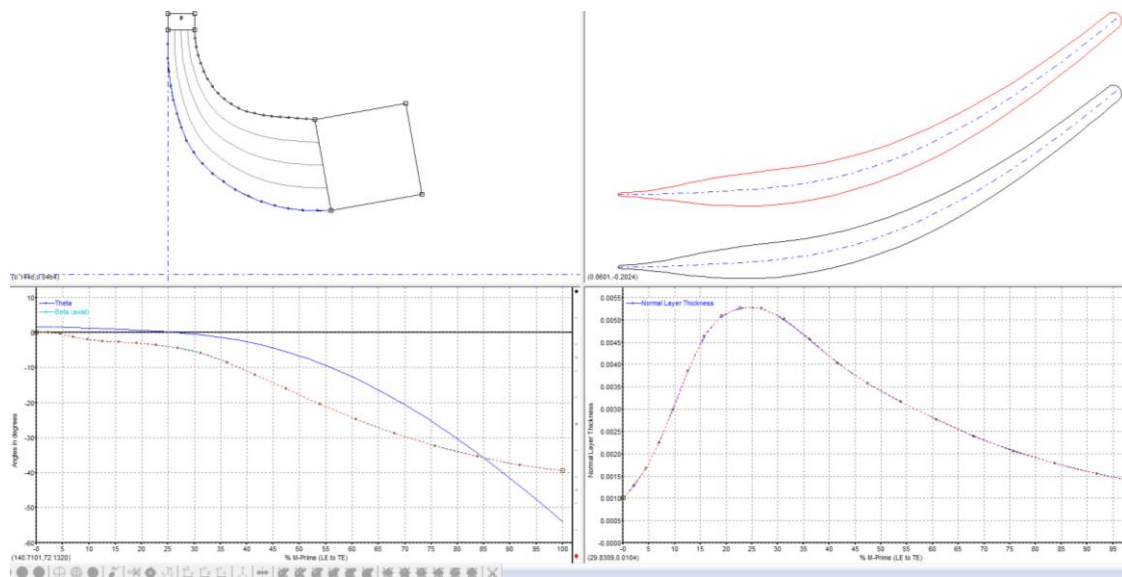 (0.0601,-0.2024)
Theta
Beta (axial)
10
-0
-10
-20
-30
-40
-50
-60
Angles in degrees
-0 5 10 15 20 25 30 35 40 45 50 55 60 65 70 75 80 85 90 95 100
(140.7101,72.1320)
% M-Prime (LE to TE)
Normal Layer Thickness
0.0055
0.0050
0.0045
0.0040
0.0035
0.0030
0.0025
0.0020
0.0015
0.0010
0.0005
-0.0000
Normal Layer Thickness
-0 5 10 15 20 25 30 35 40 45 50 55 60 65 70 75 80 85 90 95
(29.8309,0.0104)
% M-Prime (LE to TE)